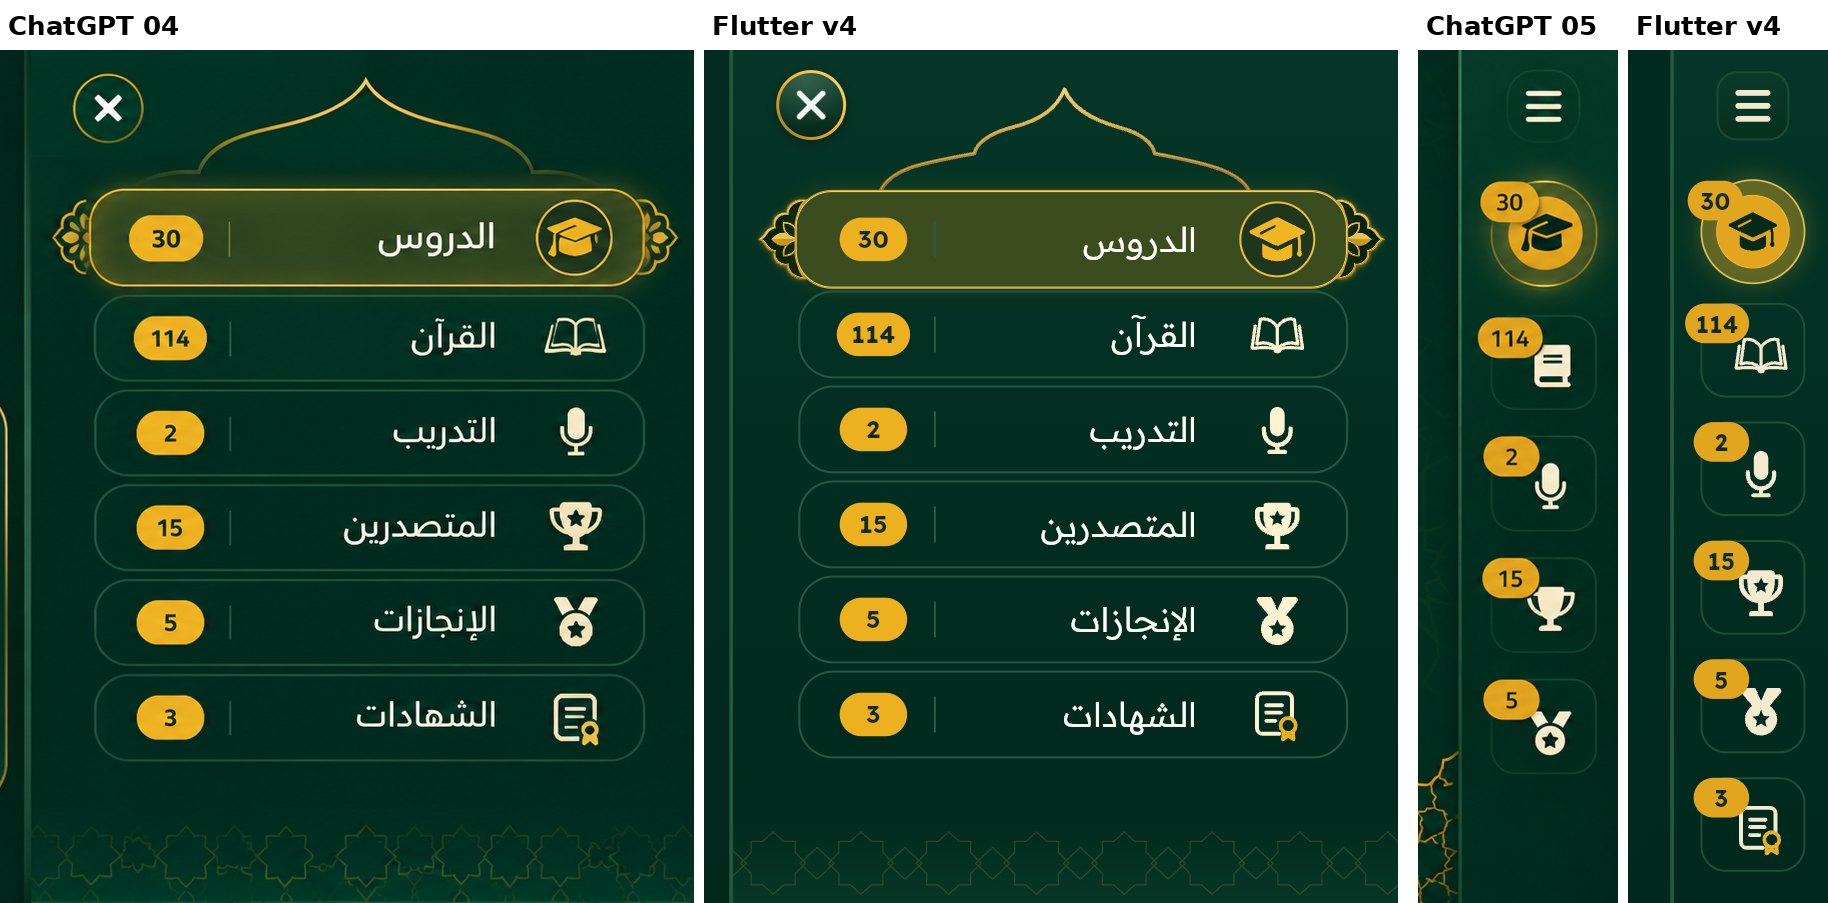 ChatGPT 04
الدروس 30
القرآن 114
التدريب 2
المتصدرين 15
الإنجازات 5
الشهادات 3
Flutter v4
الدروس 30
القرآن 114
التدريب 2
المتصدرين 15
الإنجازات 5
الشهادات 3
ChatGPT 05
30
114
2
15
5
Flutter v4
30
114
2
15
5
3